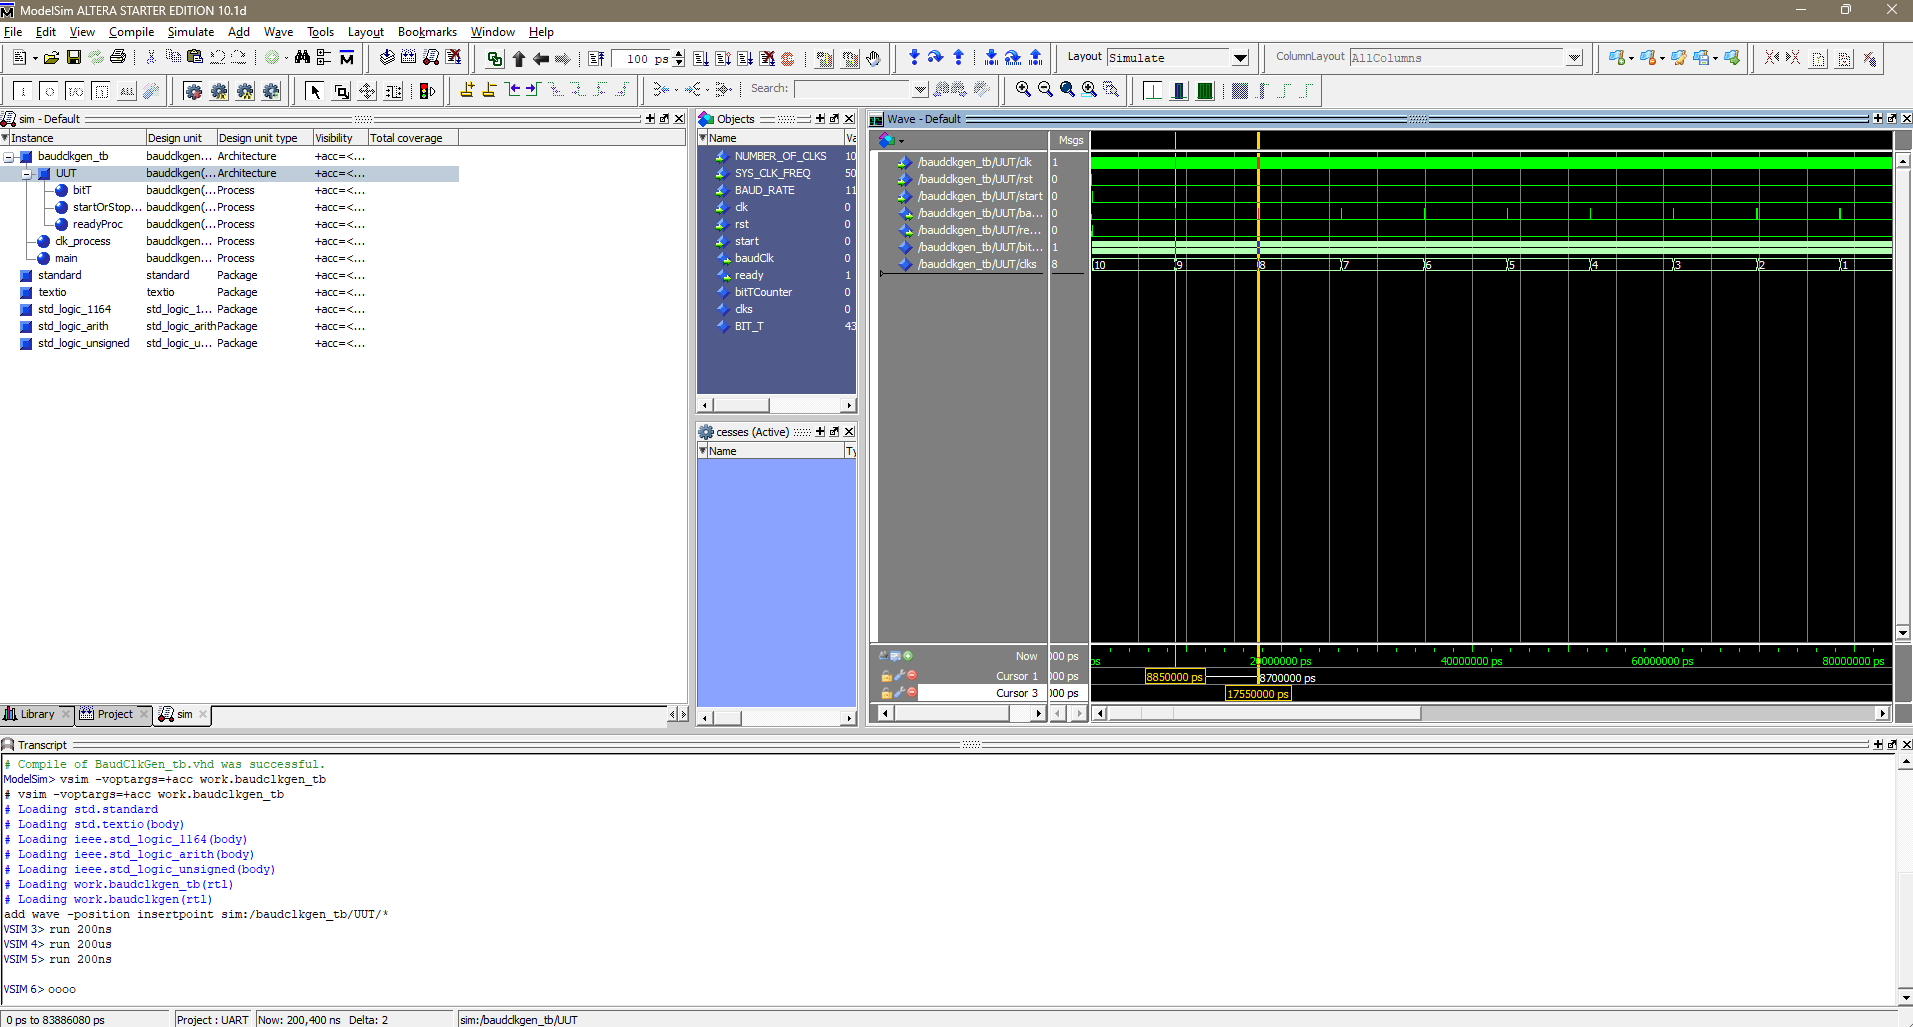 ModelSim ALTERA STARTER EDITION 10.1d
File Edit View Compile Simulate Add Wave Tools Layout Bookmarks Window Help
100 ps
Layout Simulate
ColumnLayout AllColumns
Search:
sim - Default
Instance Design unit Design unit type Visibility Total coverage
baudclkgen_tb baudclkgen... Architecture +acc=<...
UUT baudclkgen(... Architecture +acc=<...
bitT baudclkgen(... Process +acc=<...
startOrStop... baudclkgen(... Process +acc=<...
readyProc baudclkgen(... Process +acc=<...
clk_process baudclkgen... Process +acc=<...
main baudclkgen... Process +acc=<...
standard standard Package +acc=<...
textio textio Package +acc=<...
std_logic_1164 std_logic_1... Package +acc=<...
std_logic_arith std_logic_arith Package +acc=<...
std_logic_unsigned std_logic_u... Package +acc=<...
Library Project sim
Objects
Name Va
NUMBER_OF_CLKS 10
SYS_CLK_FREQ 50
BAUD_RATE 11
clk 0
rst 0
start 0
baudClk 0
ready 1
bitTCounter 0
clks 0
BIT_T 43
cesses (Active)
Name Ty
Wave - Default
Msgs
/baudclkgen_tb/UUT/clk 1
/baudclkgen_tb/UUT/rst 0
/baudclkgen_tb/UUT/start 0
/baudclkgen_tb/UUT/ba... 0
/baudclkgen_tb/UUT/re... 0
/baudclkgen_tb/UUT/bit... 1
/baudclkgen_tb/UUT/clks 8
10 9 8 7 6 5 4 3 2 1
Now 000 ps
ps 20000000 ps 40000000 ps 60000000 ps 80000000 ps
Cursor 1 000 ps 8850000 ps 8700000 ps
Cursor 3 000 ps 17550000 ps
Transcript
# Compile of BaudClkGen_tb.vhd was successful.
ModelSim> vsim -voptargs=+acc work.baudclkgen_tb
# vsim -voptargs=+acc work.baudclkgen_tb
# Loading std.standard
# Loading std.textio(body)
# Loading ieee.std_logic_1164(body)
# Loading ieee.std_logic_arith(body)
# Loading ieee.std_logic_unsigned(body)
# Loading work.baudclkgen_tb(rtl)
# Loading work.baudclkgen(rtl)
add wave -position insertpoint sim:/baudclkgen_tb/UUT/*
VSIM 3> run 200ns
VSIM 4> run 200us
VSIM 5> run 200ns
VSIM 6> oooo
0 ps to 83886080 ps Project : UART Now: 200,400 ns Delta: 2 sim:/baudclkgen_tb/UUT